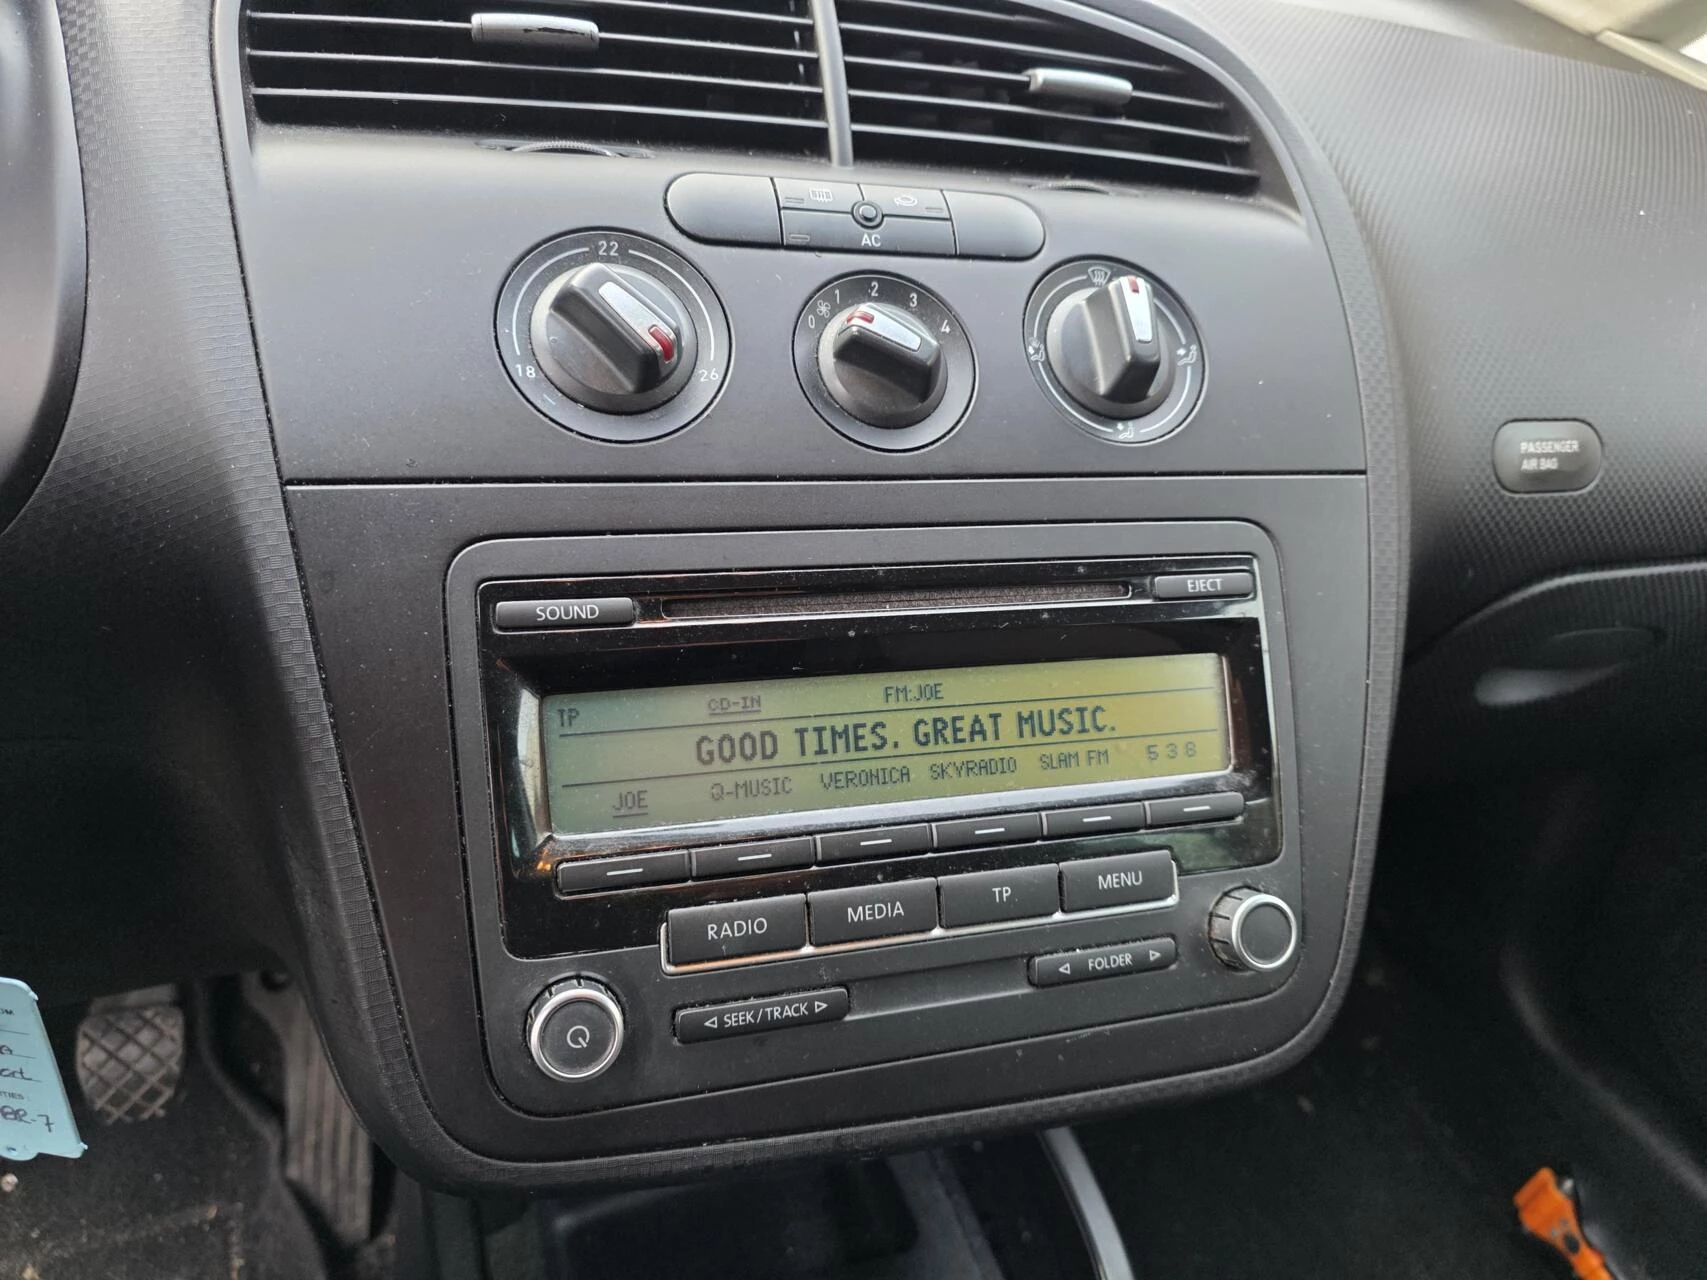 AC
22
18
26
0 1 2 3 4
PASSENGER
AIR BAG
SOUND
EJECT
TP CD-IN FM:JOE
GOOD TIMES. GREAT MUSIC.
JOE Q-MUSIC VERONICA SKYRADIO SLAM FM 538
RADIO MEDIA TP MENU
FOLDER
SEEK/TRACK